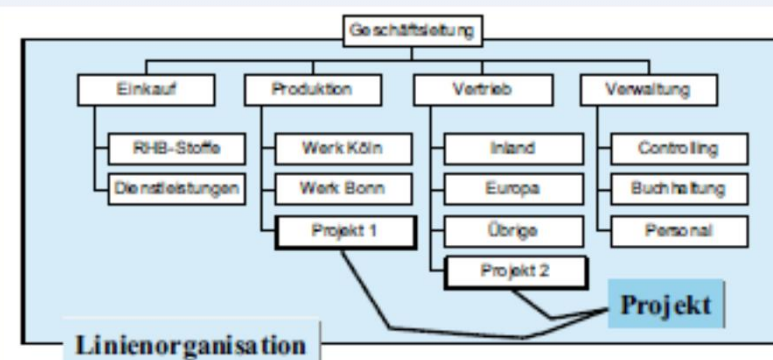 Geschäftsleitung
Einkauf Produktion Vertrieb Verwaltung
RHB-Stoffe Werk Köln Inland Controlling
Dienstleistungen Werk Bonn Europa Buchhaltung
Projekt 1 Übrige Personal
Projekt 2
Projekt
Linienorganisation